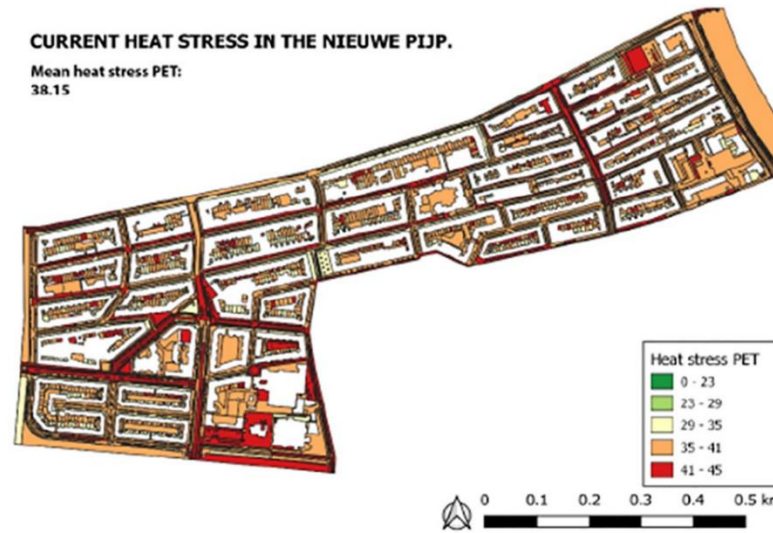 CURRENT HEAT STRESS IN THE NIEUWE PIJP.
Mean heat stress PET:
38.15
Heat stress PET
0 - 23
23 - 29
29 - 35
35 - 41
41 - 45
0 0.1 0.2 0.3 0.4 0.5 km